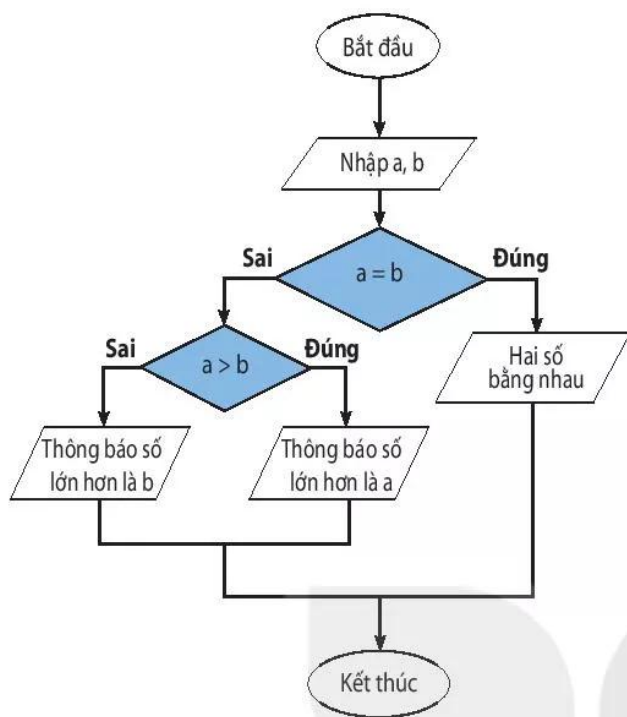 Bắt đầu
Nhập a, b
Sai
Đúng
a = b
Sai
Đúng
a > b
Hai số
bằng nhau
Thông báo số
lớn hơn là b
Thông báo số
lớn hơn là a
Kết thúc